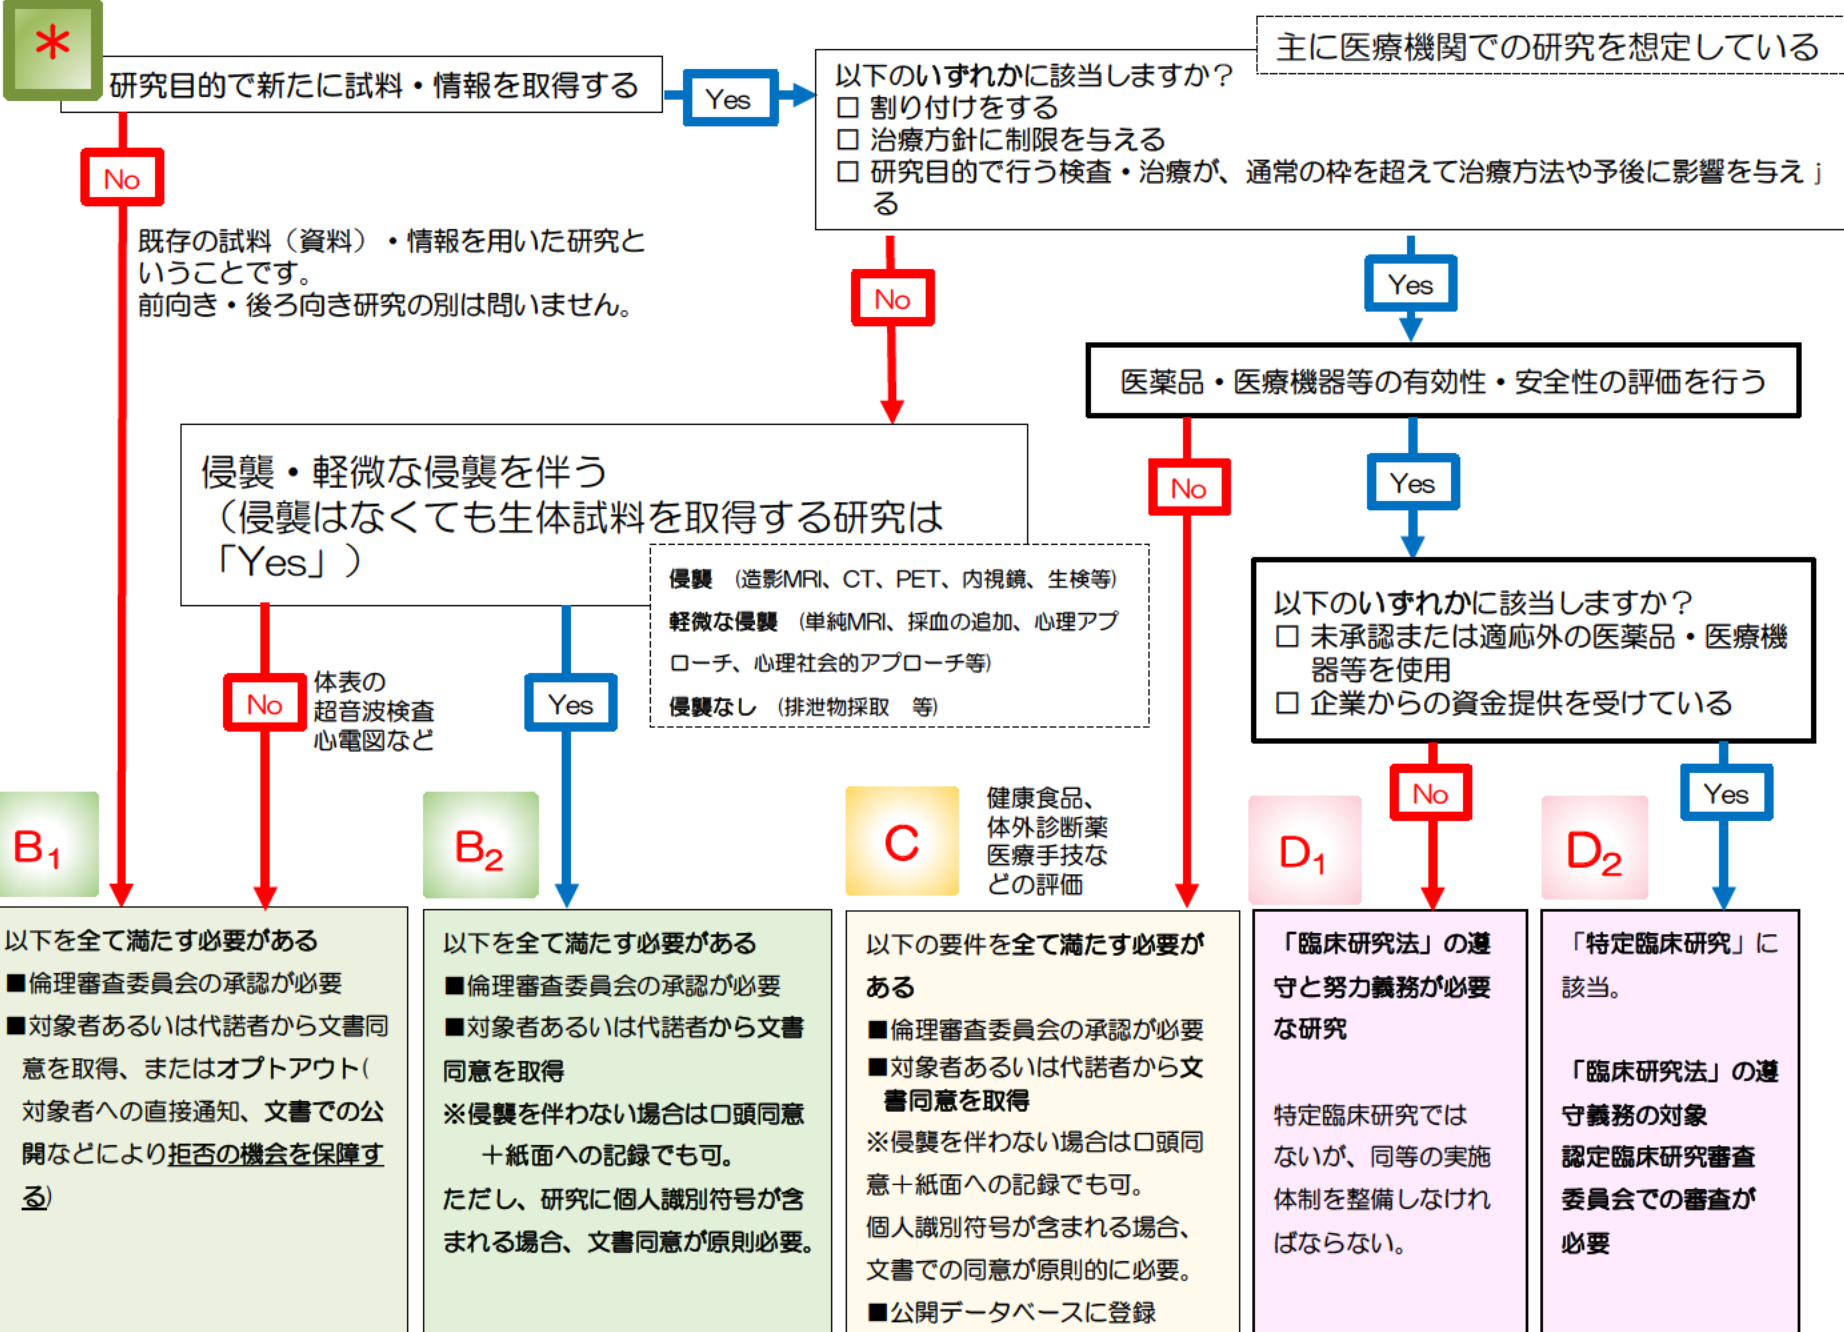 *
主に医療機関での研究を想定している
研究目的で新たに試料・情報を取得する
Yes
以下のいずれかに該当しますか?
□ 割り付けをする
□ 治療方針に制限を与える
□ 研究目的で行う検査・治療が、通常の枠を超えて治療方法や予後に影響を与え j
る
No
既存の試料(資料)・情報を用いた研究と
いうことです。
前向き・後ろ向き研究の別は問いません。
No
Yes
医薬品・医療機器等の有効性・安全性の評価を行う
侵襲・軽微な侵襲を伴う
(侵襲はなくても生体試料を取得する研究は
「Yes」)
侵襲 (造影MRI、CT、PET、内視鏡、生検等)
軽微な侵襲 (単純MRI、採血の追加、心理アプ
ローチ、心理社会的アプローチ等)
侵襲なし (排泄物採取 等)
No
Yes
以下のいずれかに該当しますか?
□ 未承認または適応外の医薬品・医療機
器等を使用
□ 企業からの資金提供を受けている
No
体表の
超音波検査
心電図など
Yes
No
Yes
B1
B2
C
健康食品、
体外診断薬
医療手技な
どの評価
D1
D2
以下を全て満たす必要がある
■倫理審査委員会の承認が必要
■対象者あるいは代諾者から文書同
意を取得、またはオプトアウト(
対象者への直接通知、文書での公
開などにより拒否の機会を保障す
る)
以下を全て満たす必要がある
■倫理審査委員会の承認が必要
■対象者あるいは代諾者から文書
同意を取得
※侵襲を伴わない場合は口頭同意
+紙面への記録でも可。
ただし、研究に個人識別符号が含
まれる場合、文書同意が原則必要。
以下の要件を全て満たす必要が
ある
■倫理審査委員会の承認が必要
■対象者あるいは代諾者から文
書同意を取得
※侵襲を伴わない場合は口頭同
意+紙面への記録でも可。
個人識別符号が含まれる場合、
文書での同意が原則的に必要。
■公開データベースに登録
「臨床研究法」の遵
守と努力義務が必要
な研究
特定臨床研究では
ないが、同等の実施
体制を整備しなけれ
ばならない。
「特定臨床研究」に
該当。
「臨床研究法」の遵
守義務の対象
認定臨床研究審査
委員会での審査が
必要